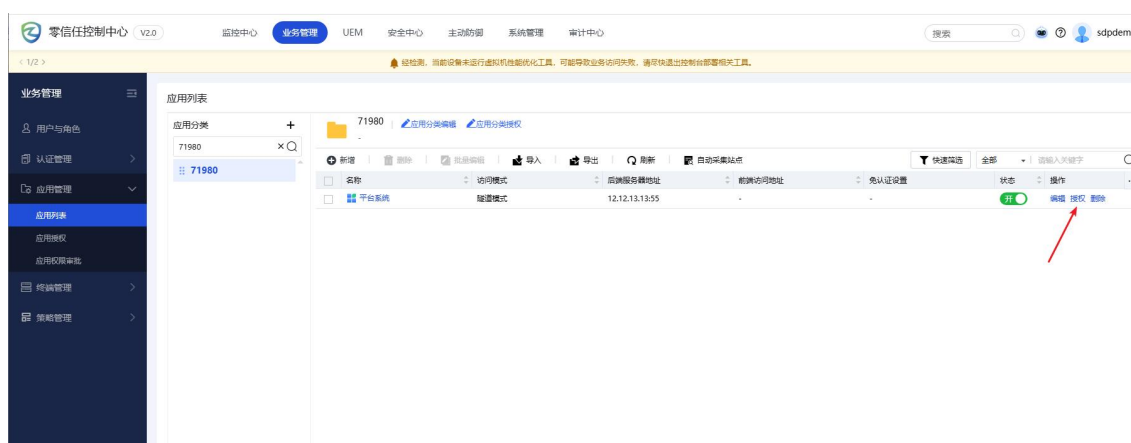 零信任控制中心 V2.0 监控中心 业务管理 UEM 安全中心 主动防御 系统管理 审计中心 搜索 sdpdem
< 1/2 > 经检测，当前设备未运行虚拟机性能优化工具，可能导致业务访问失败，请尽快退出控制台部署相关工具。
业务管理
用户与角色
认证管理
应用管理
应用列表
应用授权
应用权限审批
终端管理
策略管理
应用列表
应用分类 +
71980
71980
71980 应用分类编辑 应用分类授权
-
新增 删除 批量编辑 导入 导出 刷新 自动采集站点 快速筛选 全部 请输入关键字
名称 访问模式 后端服务器地址 前端访问地址 免认证设置 状态 操作
平台系统 隧道模式 12.12.13.13:55 - - 开 编辑 授权 删除